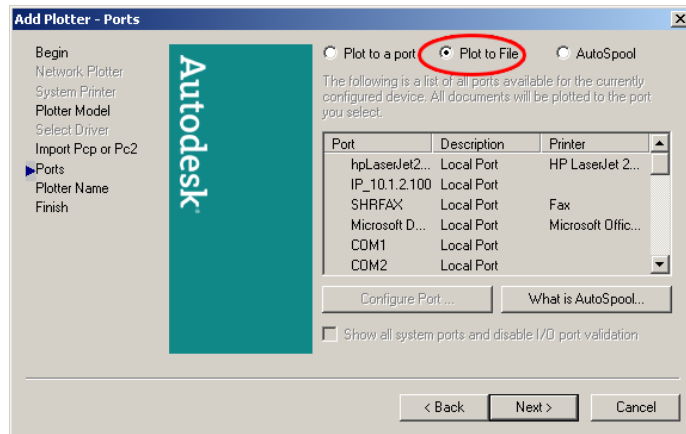 Add Plotter - Ports
Begin
Network Plotter
System Printer
Plotter Model
Select Driver
Import Pcp or Pc2
Ports
Plotter Name
Finish
Autodesk
Plot to a port Plot to File AutoSpool
The following is a list of all ports available for the currently
configured device. All documents will be plotted to the port
you select.
Port Description Printer
hpLaserJet2... Local Port HP LaserJet 2...
IP_10.1.2.100 Local Port
SHRFAX Local Port Fax
Microsoft D... Local Port Microsoft Offic...
COM1 Local Port
COM2 Local Port
Configure Port ... What is AutoSpool...
Show all system ports and disable I/O port validation
< Back Next > Cancel